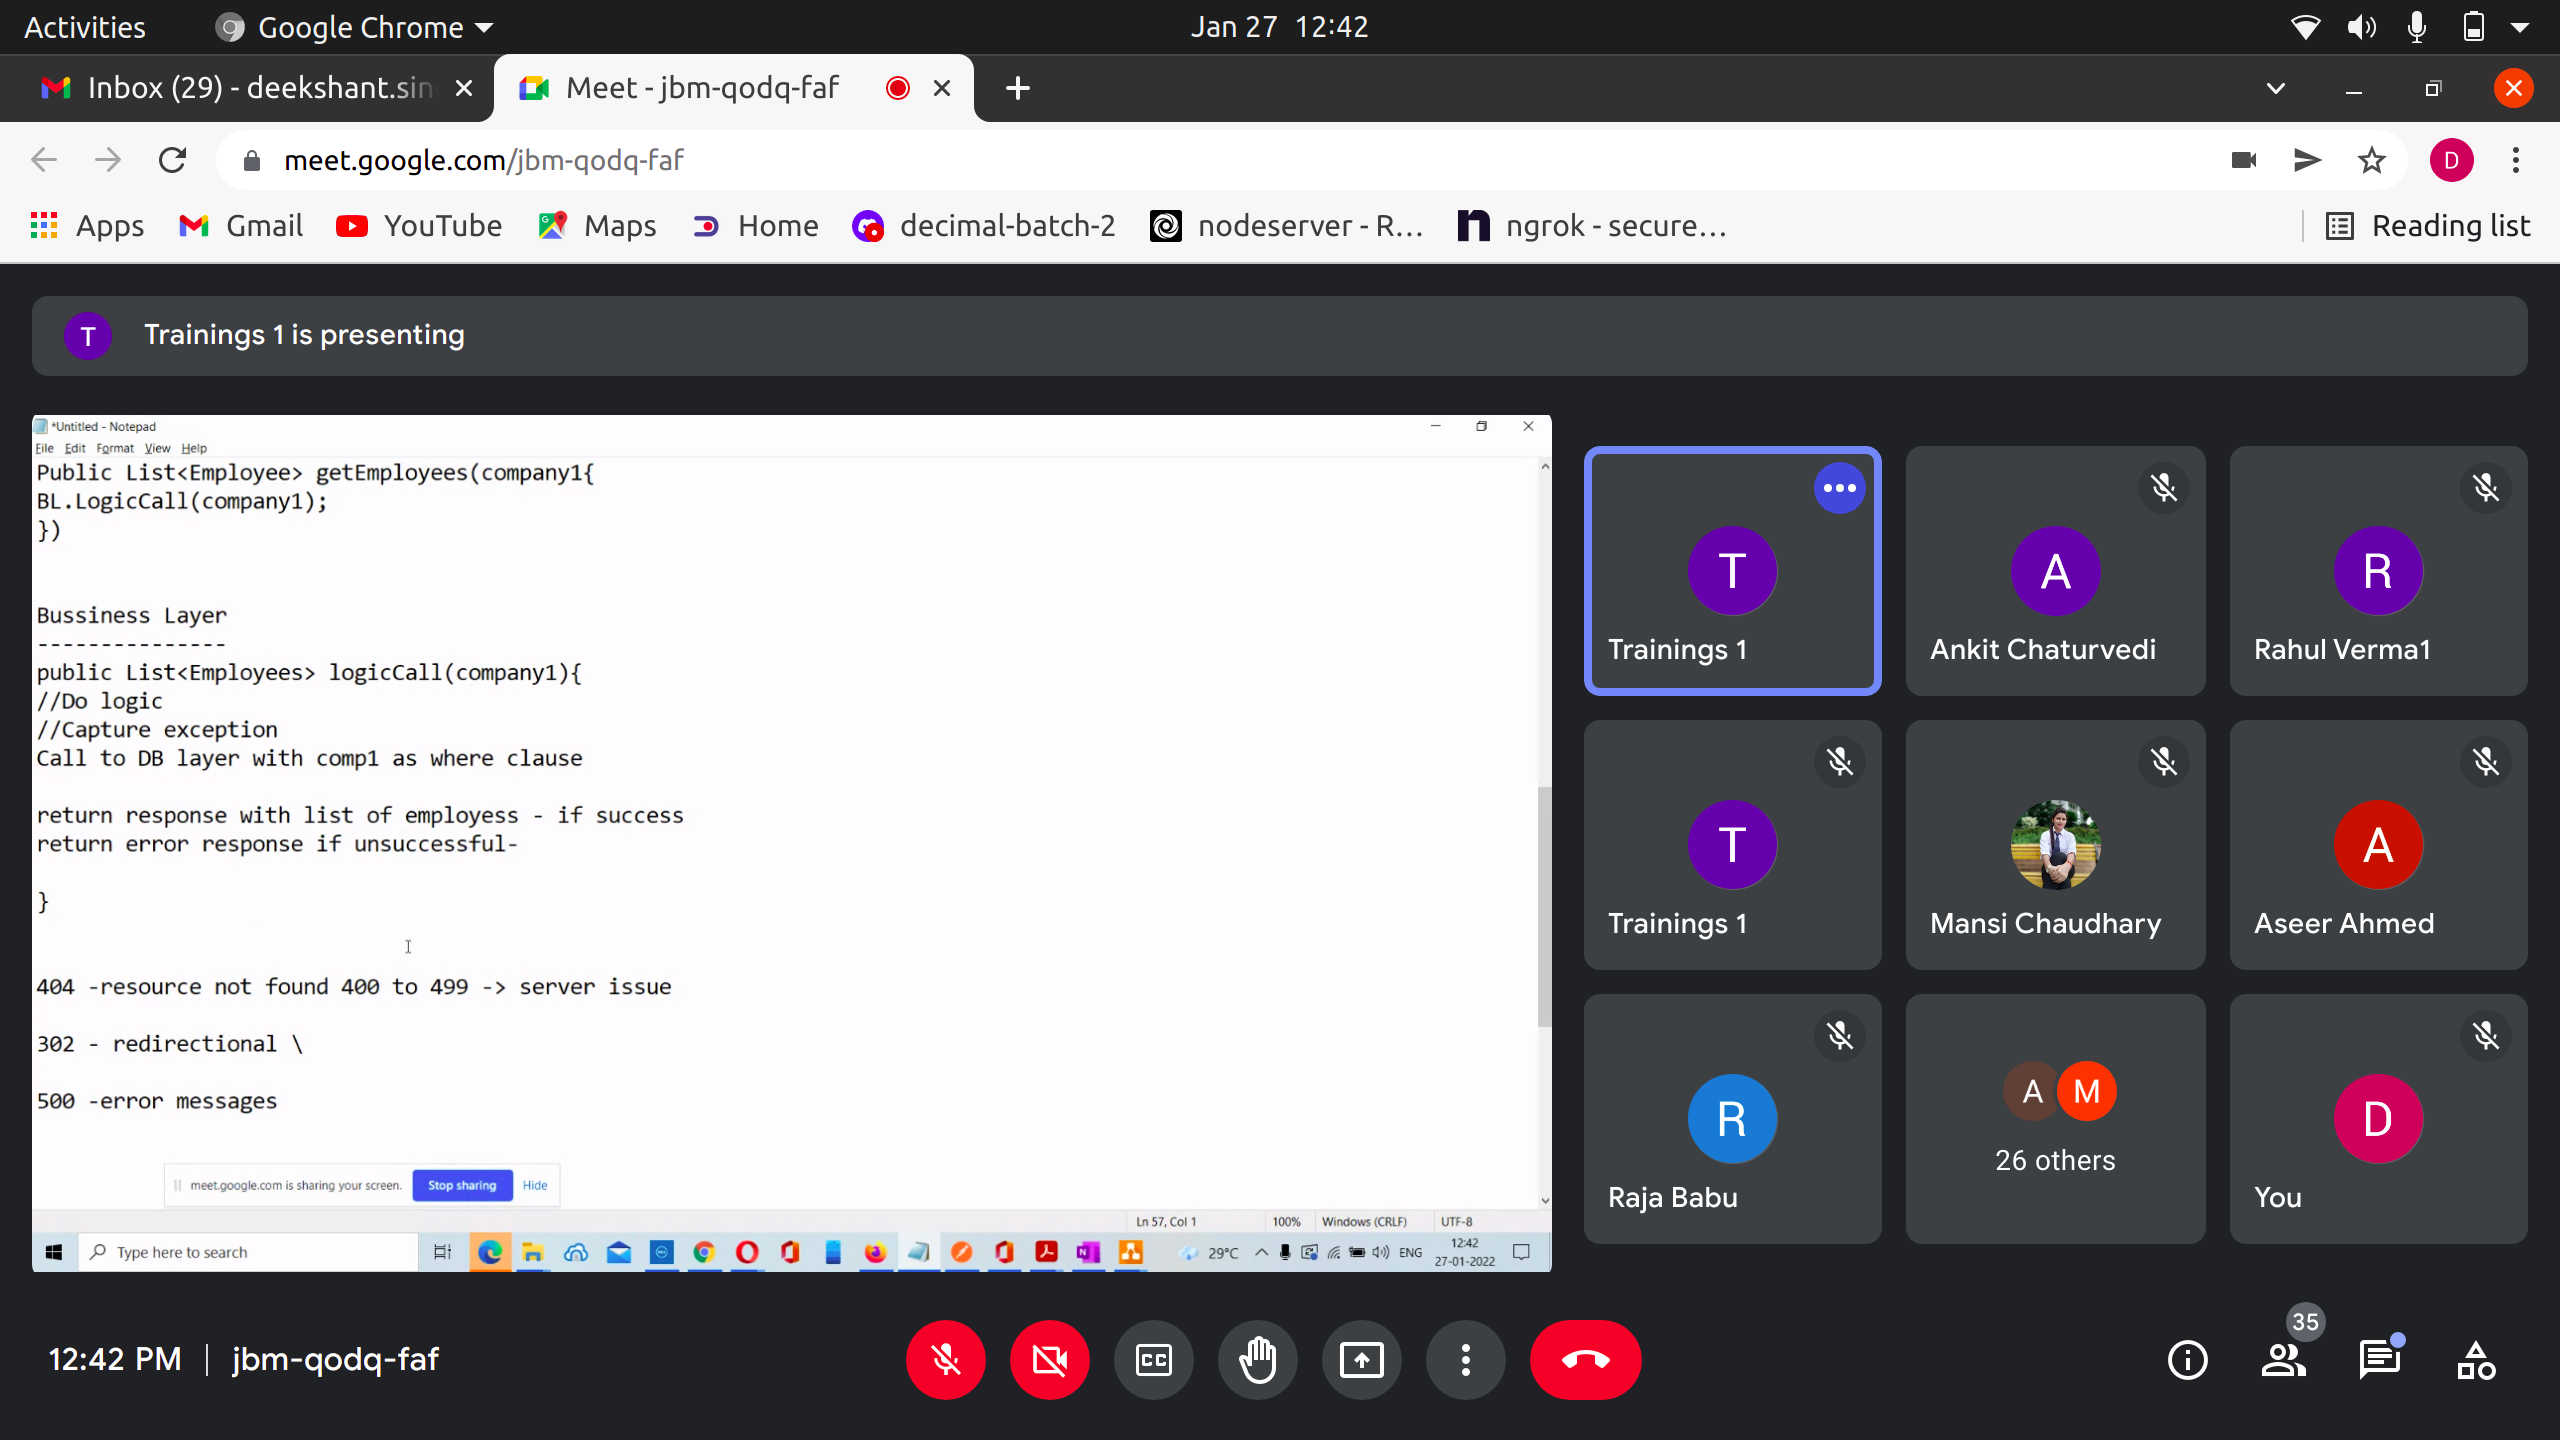 Activities
Google Chrome
Jan 27 12:42
Inbox (29) - deekshant.sin
Meet - jbm-qodq-faf
meet.google.com/jbm-qodq-faf
D
Apps
Gmail
YouTube
Maps
Home
decimal-batch-2
nodeserver - R...
ngrok - secure...
Reading list
T
Trainings 1 is presenting
*Untitled - Notepad
File Edit Format View Help
Public List<Employee> getEmployees(company1{
BL.LogicCall(company1);
})
Bussiness Layer
---------------
public List<Employees> logicCall(company1){
//Do logic
//Capture exception
Call to DB layer with comp1 as where clause
return response with list of employess - if success
return error response if unsuccessful-
}
404 -resource not found 400 to 499 -> server issue
302 - redirectional \
500 -error messages
meet.google.com is sharing your screen.
Stop sharing
Hide
Ln 57, Col 1
100%
Windows (CRLF)
UTF-8
Type here to search
29°C
ENG
12:42
27-01-2022
T
Trainings 1
A
Ankit Chaturvedi
R
Rahul Verma1
T
Trainings 1
Mansi Chaudhary
A
Aseer Ahmed
R
Raja Babu
A M
26 others
D
You
12:42 PM
jbm-qodq-faf
CC
35